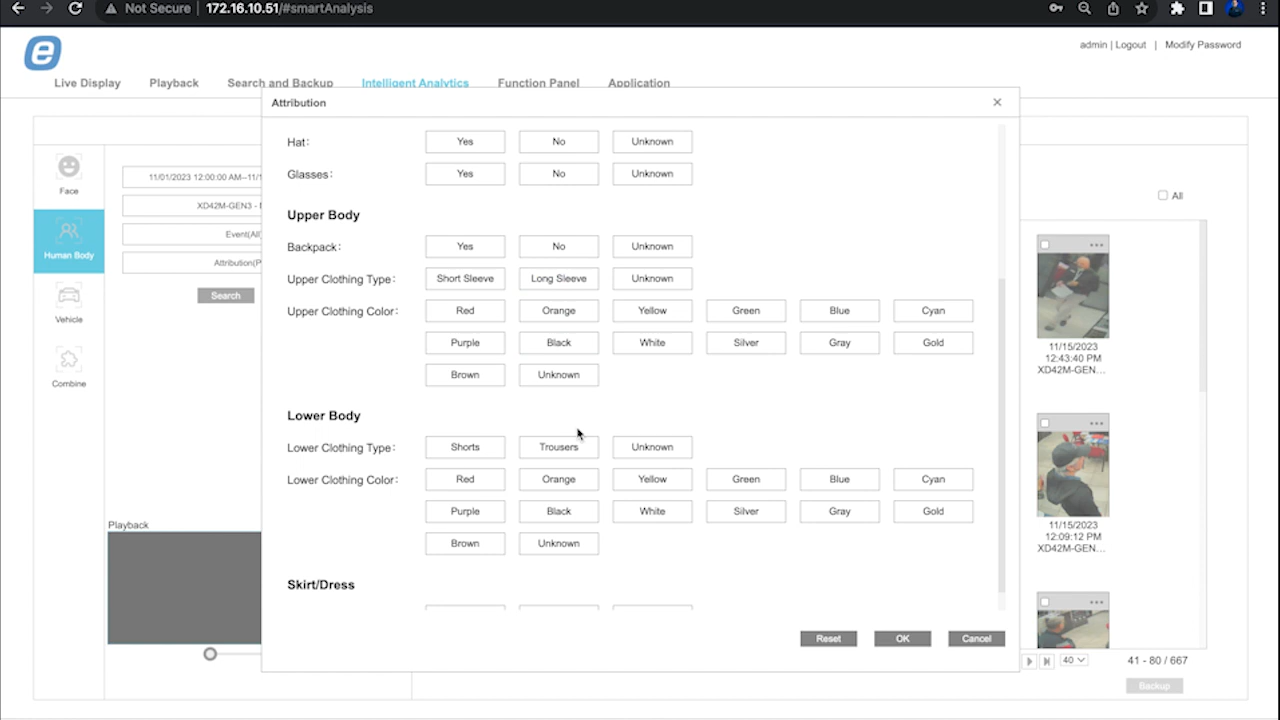 Not Secure 172.16.10.51/#smartAnalysis
e
admin | Logout | Modify Password
Live Display Playback Search and Backup Intelligent Analytics Function Panel Application
Attribution
Hat: Yes No Unknown
Glasses: Yes No Unknown
Upper Body
Backpack: Yes No Unknown
Upper Clothing Type: Short Sleeve Long Sleeve Unknown
Upper Clothing Color: Red Orange Yellow Green Blue Cyan
Purple Black White Silver Gray Gold
Brown Unknown
Lower Body
Lower Clothing Type: Shorts Trousers Unknown
Lower Clothing Color: Red Orange Yellow Green Blue Cyan
Purple Black White Silver Gray Gold
Brown Unknown
Skirt/Dress
Reset OK Cancel
Face
Human Body
Vehicle
Combine
11/01/2023 12:00:00 AM--11/1
XD42M-GEN3 -
Event(All)
Attribution(P
Search
Playback
All
11/15/2023
12:43:40 PM
XD42M-GEN...
11/15/2023
12:09:12 PM
XD42M-GEN...
40 41 - 80 / 667
Backup